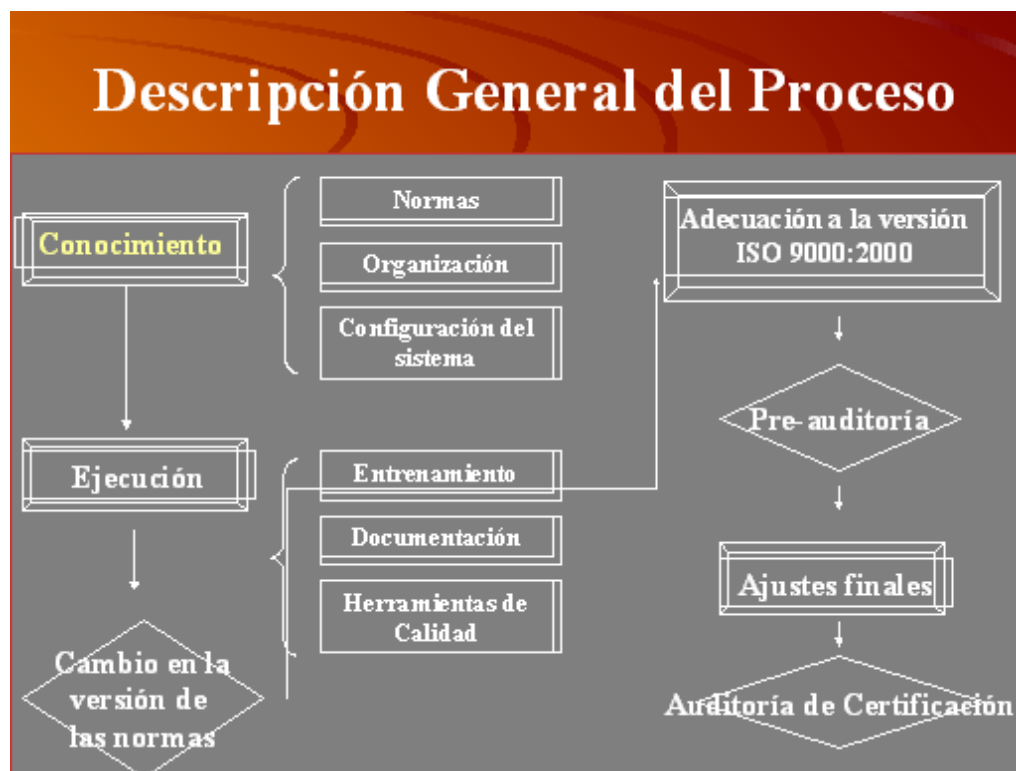 Descripción General del Proceso
Conocimiento
Normas
Organización
Configuración del
sistema
Ejecución
Entrenamiento
Documentación
Herramientas de
Calidad
Cambio en la
versión de
las normas
Adecuación a la versión
ISO 9000:2000
Pre-auditoría
Ajustes finales
Auditoría de Certificación